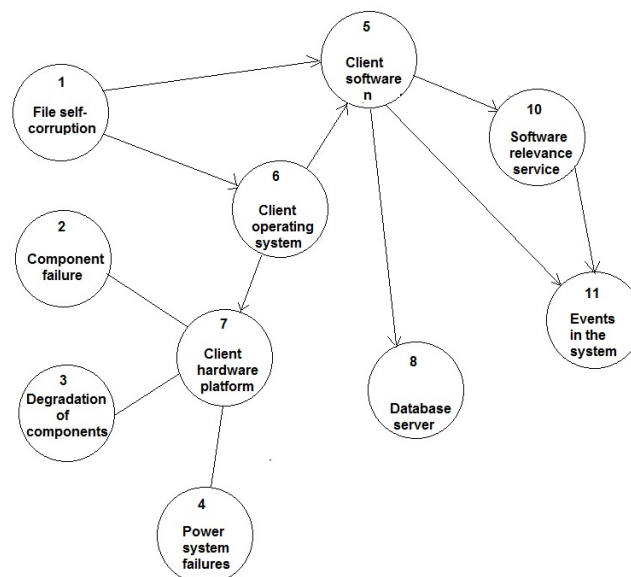 1
File self-
corruption
5
Client
software
n
10
Software
relevance
service
6
Client
operating
system
2
Component
failure
11
Events
in the
system
7
Client
hardware
platform
3
Degradation
of
components
8
Database
server
4
Power
system
failures